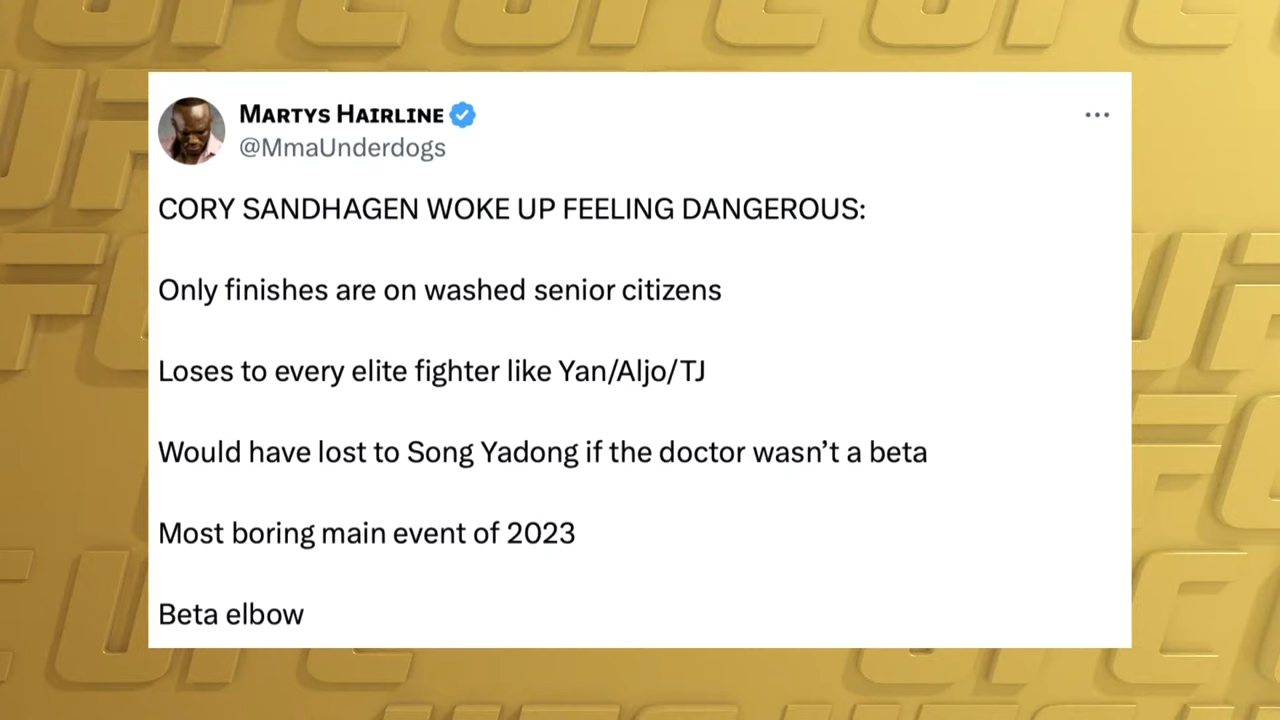 Martys Hairline
@MmaUnderdogs
CORY SANDHAGEN WOKE UP FEELING DANGEROUS:
Only finishes are on washed senior citizens
Loses to every elite fighter like Yan/Aljo/TJ
Would have lost to Song Yadong if the doctor wasn’t a beta
Most boring main event of 2023
Beta elbow